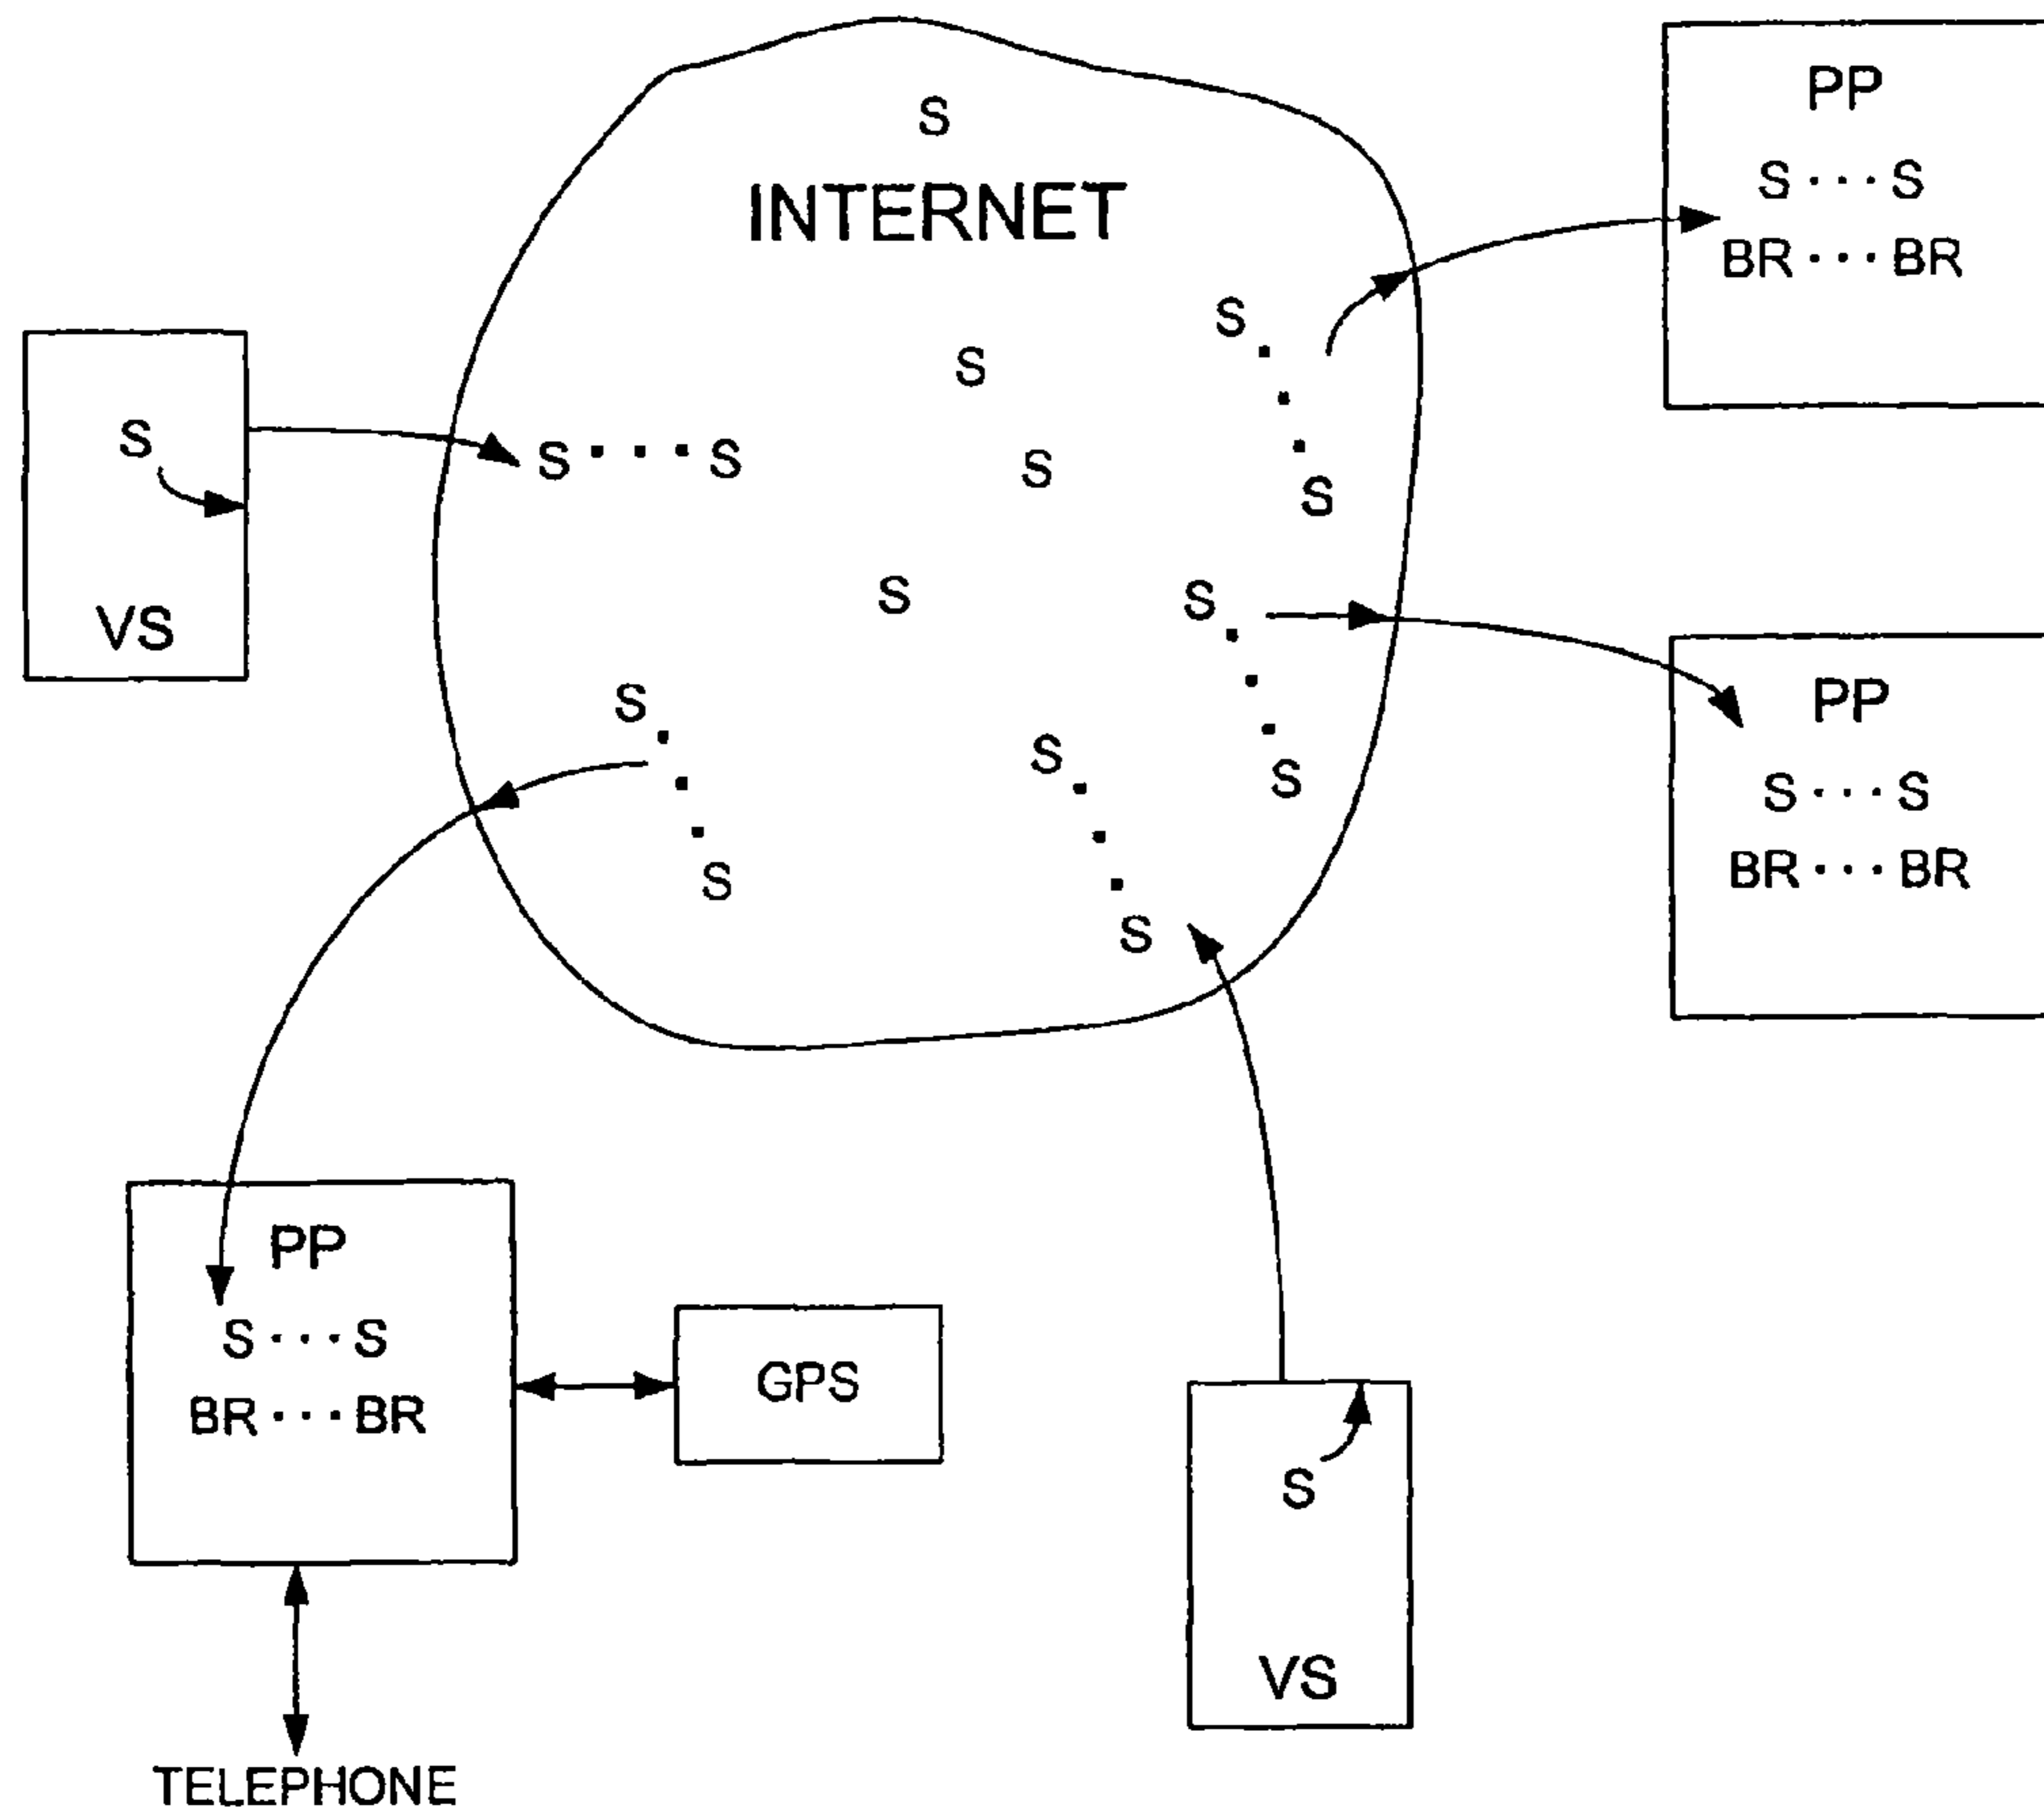 S
INTERNET
PP
S···S
BR···BR
S
.
.
.
S
S
S
S
S···S
VS
S
S
.
.
.
S
PP
S···S
BR···BR
S
.
.
.
S
S
.
.
.
S
PP
S···S
BR···BR
GPS
S
VS
TELEPHONE